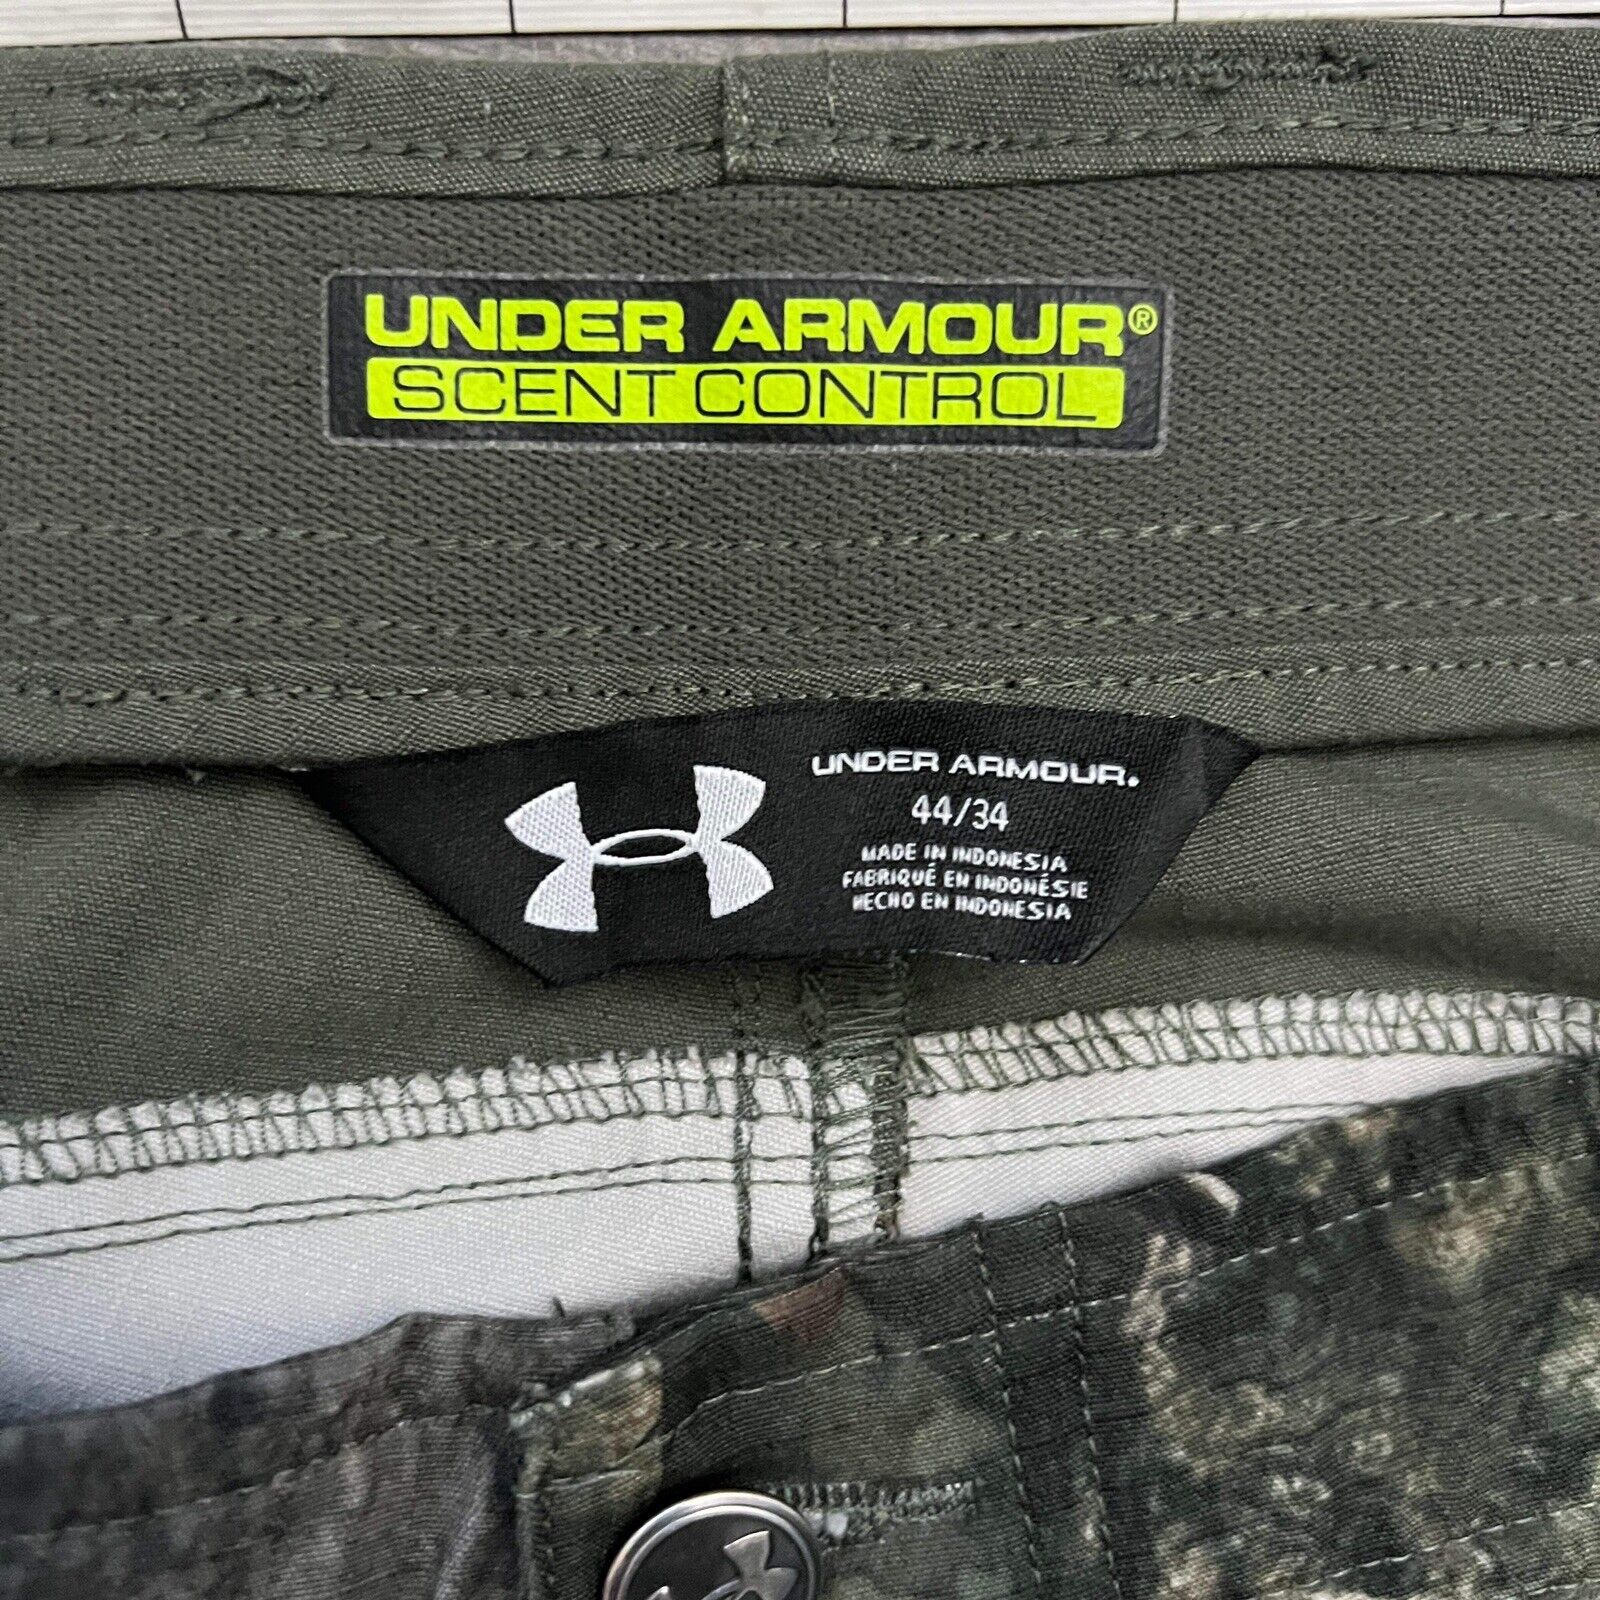 UNDER ARMOUR®
SCENT CONTROL
UNDER ARMOUR.
44/34
MADE IN INDONESIA
FABRIQUÉ EN INDONÉSIE
HECHO EN INDONESIA